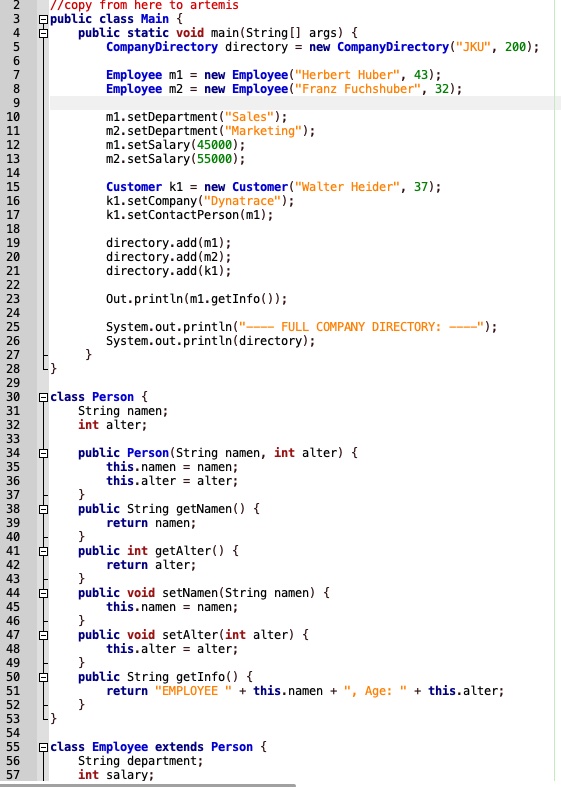 2 //copy from here to artemis
3 public class Main {
4 public static void main(String[] args) {
5 CompanyDirectory directory = new CompanyDirectory("JKU", 200);
6
7 Employee m1 = new Employee("Herbert Huber", 43);
8 Employee m2 = new Employee("Franz Fuchshuber", 32);
9
10 m1.setDepartment("Sales");
11 m2.setDepartment("Marketing");
12 m1.setSalary(45000);
13 m2.setSalary(55000);
14
15 Customer k1 = new Customer("Walter Heider", 37);
16 k1.setCompany("Dynatrace");
17 k1.setContactPerson(m1);
18
19 directory.add(m1);
20 directory.add(m2);
21 directory.add(k1);
22
23 Out.println(m1.getInfo());
24
25 System.out.println("---- FULL COMPANY DIRECTORY: ----");
26 System.out.println(directory);
27 }
28 }
29
30 class Person {
31 String namen;
32 int alter;
33
34 public Person(String namen, int alter) {
35 this.namen = namen;
36 this.alter = alter;
37 }
38 public String getNamen() {
39 return namen;
40 }
41 public int getAlter() {
42 return alter;
43 }
44 public void setNamen(String namen) {
45 this.namen = namen;
46 }
47 public void setAlter(int alter) {
48 this.alter = alter;
49 }
50 public String getInfo() {
51 return "EMPLOYEE " + this.namen + ", Age: " + this.alter;
52 }
53 }
54
55 class Employee extends Person {
56 String department;
57 int salary;